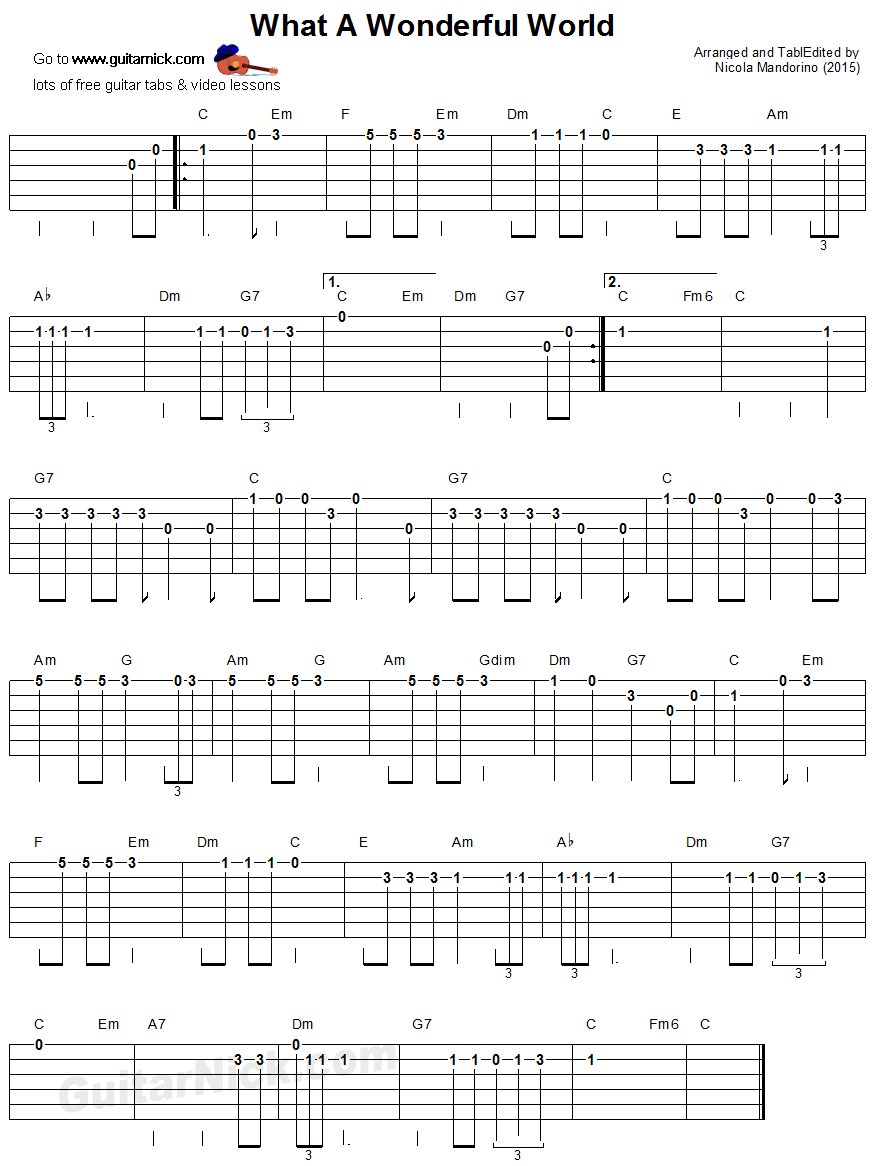 What A Wonderful World
Go to www.guitarnick.com
lots of free guitar tabs & video lessons
Arranged and TablEdited by
Nicola Mandorino (2015)
C Em F Em Dm C E Am
0 0 1 0 3 5 5 5 3 1 1 1 0 3 3 3 1 1 1
3
A♭ Dm G7 1. C Em Dm G7 2. C Fm6 C
1 1 1 1 1 1 0 1 3 0 0 0 1 1
3 3
G7 C G7 C
3 3 3 3 3 0 0 1 0 0 3 0 0 3 3 3 3 3 0 0 1 0 0 3 0 0 3
Am G Am G Am Gdim Dm G7 C Em
5 5 5 3 0 3 5 5 5 3 5 5 5 3 1 0 3 0 0 1 0 3
3
F Em Dm C E Am A♭ Dm G7
5 5 5 3 1 1 1 0 3 3 3 1 1 1 1 1 1 1 1 1 0 1 3
3 3 3
C Em A7 Dm G7 C Fm6 C
0 3 3 0 1 1 1 1 1 0 1 3 1
GuitarNick.com
3 3